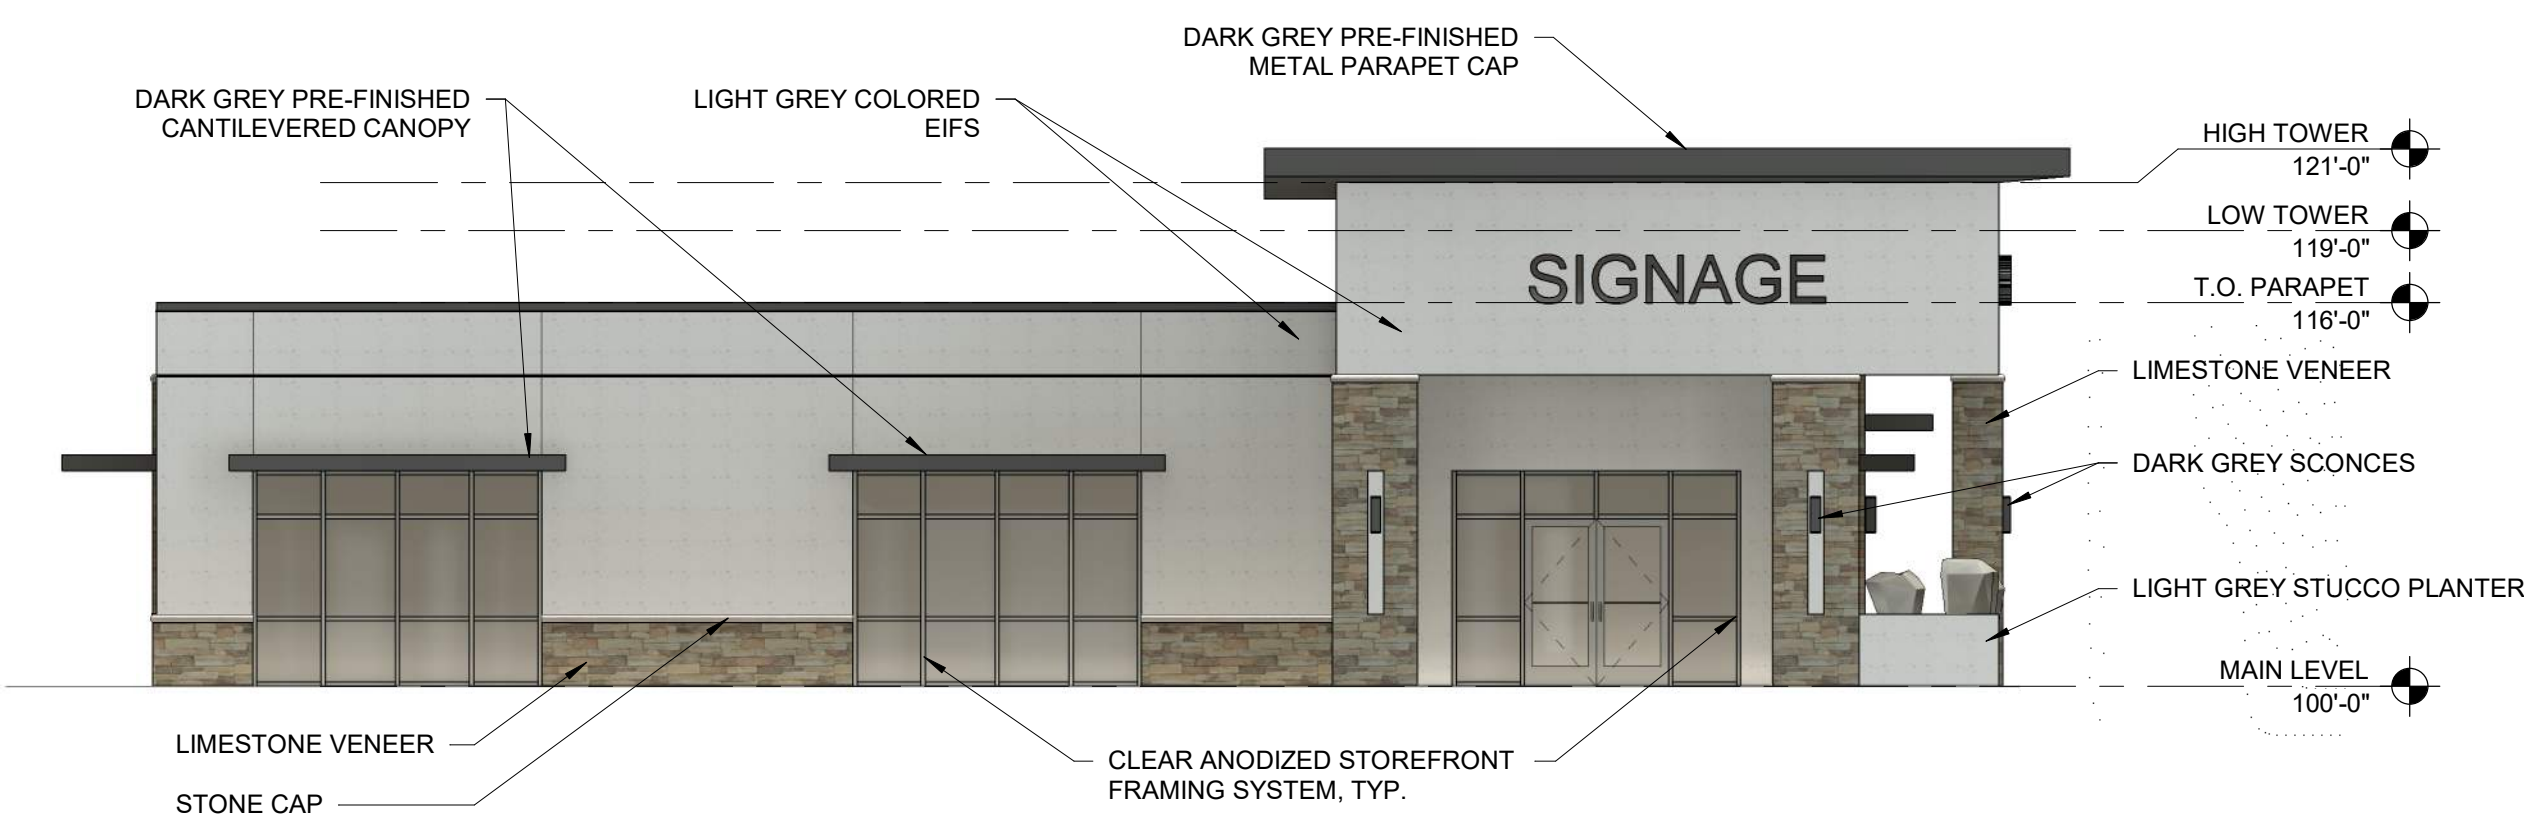 DARK GREY PRE-FINISHED
METAL PARAPET CAP
DARK GREY PRE-FINISHED
CANTILEVERED CANOPY
LIGHT GREY COLORED
EIFS
HIGH TOWER
121'-0"
LOW TOWER
119'-0"
SIGNAGE
T.O. PARAPET
116'-0"
LIMESTONE VENEER
DARK GREY SCONCES
LIGHT GREY STUCCO PLANTER
MAIN LEVEL
100'-0"
LIMESTONE VENEER
STONE CAP
CLEAR ANODIZED STOREFRONT
FRAMING SYSTEM, TYP.